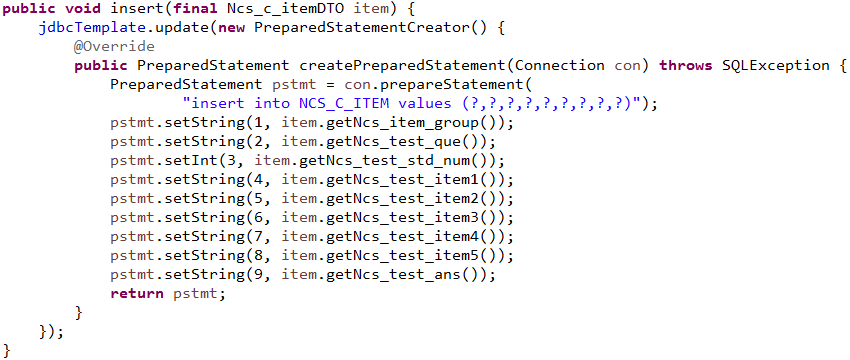 public void insert(final Ncs_c_itemDTO item) {
    jdbcTemplate.update(new PreparedStatementCreator() {
        @Override
        public PreparedStatement createPreparedStatement(Connection con) throws SQLException {
            PreparedStatement pstmt = con.prepareStatement(
                    "insert into NCS_C_ITEM values (?,?,?,?,?,?,?,?,?)");
            pstmt.setString(1, item.getNcs_item_group());
            pstmt.setString(2, item.getNcs_test_que());
            pstmt.setInt(3, item.getNcs_test_std_num());
            pstmt.setString(4, item.getNcs_test_item1());
            pstmt.setString(5, item.getNcs_test_item2());
            pstmt.setString(6, item.getNcs_test_item3());
            pstmt.setString(7, item.getNcs_test_item4());
            pstmt.setString(8, item.getNcs_test_item5());
            pstmt.setString(9, item.getNcs_test_ans());
            return pstmt;
        }
    });
}